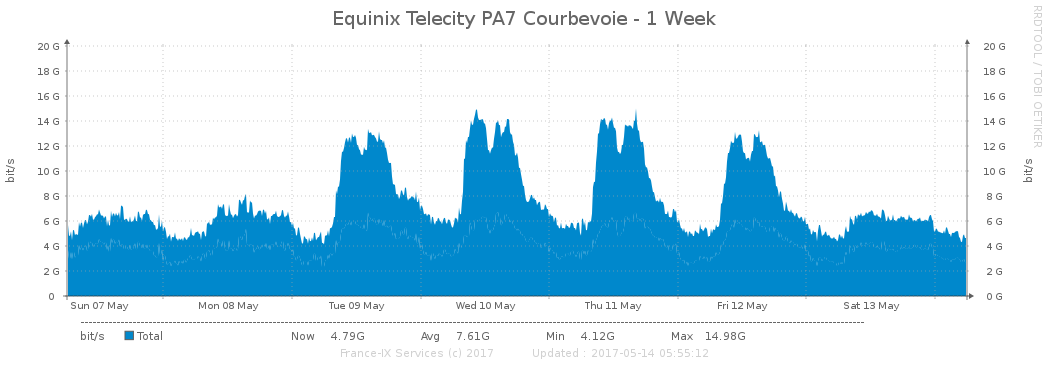 Equinix Telecity PA7 Courbevoie - 1 Week
RRDTOOL / TOBI OETIKER
bit/s
20 G
18 G
16 G
14 G
12 G
10 G
8 G
6 G
4 G
2 G
0
20 G
18 G
16 G
14 G
12 G
10 G
8 G
6 G
4 G
2 G
0 G
bit/s
Sun 07 May Mon 08 May Tue 09 May Wed 10 May Thu 11 May Fri 12 May Sat 13 May
bit/s Total Now 4.79G Avg 7.61G Min 4.12G Max 14.98G
France-IX Services (c) 2017 Updated : 2017-05-14 05:55:12